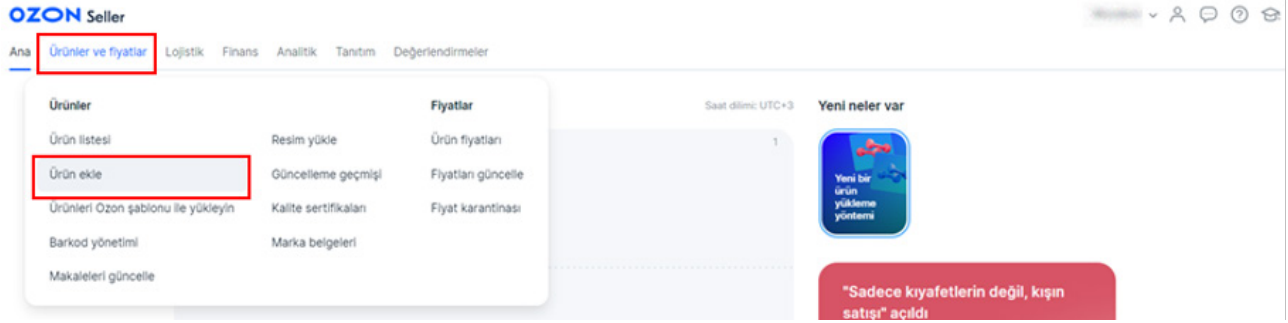 OZON Seller
Ana Ürünler ve fiyatlar Lojistik Finans Analitik Tanıtım Değerlendirmeler
Ürünler Fiyatlar
Ürün listesi Resim yükle Ürün fiyatları
Ürün ekle Güncelleme geçmişi Fiyatları güncelle
Ürünleri Ozon şablonu ile yükleyin Kalite sertifikaları Fiyat karantinası
Barkod yönetimi Marka belgeleri
Makaleleri güncelle
Saat dilimi: UTC+3
1
Yeni neler var
Yeni bir
ürün
yükleme
yöntemi
"Sadece kıyafetlerin değil, kışın
satışı" açıldı